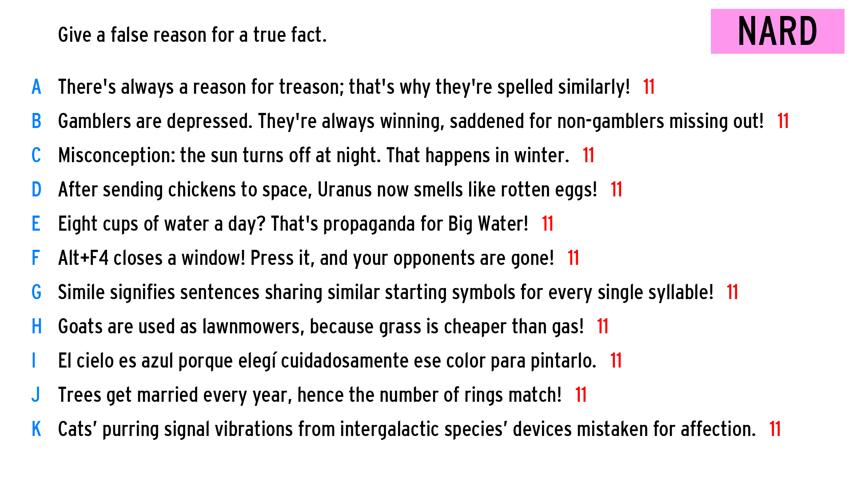 Give a false reason for a true fact.
NARD
A There's always a reason for treason; that's why they're spelled similarly! 11
B Gamblers are depressed. They're always winning, saddened for non-gamblers missing out! 11
C Misconception: the sun turns off at night. That happens in winter. 11
D After sending chickens to space, Uranus now smells like rotten eggs! 11
E Eight cups of water a day? That's propaganda for Big Water! 11
F Alt+F4 closes a window! Press it, and your opponents are gone! 11
G Simile signifies sentences sharing similar starting symbols for every single syllable! 11
H Goats are used as lawnmowers, because grass is cheaper than gas! 11
I El cielo es azul porque elegí cuidadosamente ese color para pintarlo. 11
J Trees get married every year, hence the number of rings match! 11
K Cats’ purring signal vibrations from intergalactic species’ devices mistaken for affection. 11